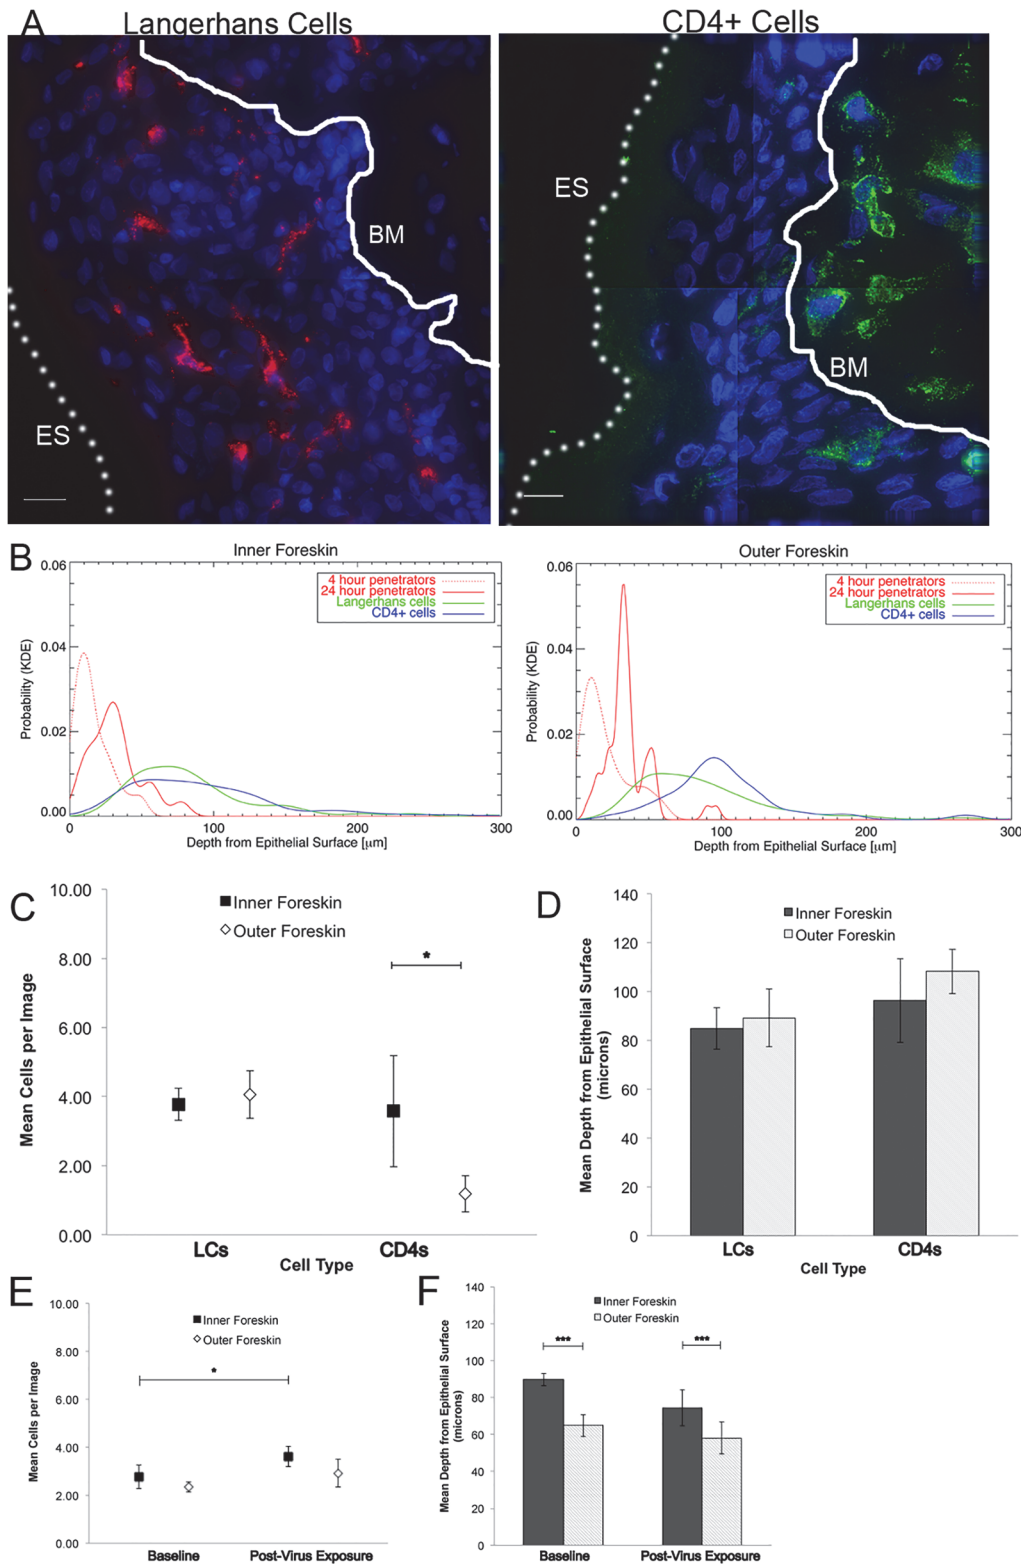 A
Langerhans Cells
CD4+ Cells
ES
BM
ES
BM
B
Inner Foreskin
0.06
0.04
0.02
0.00
Probability (KDE)
4 hour penetrators
24 hour penetrators
Langerhans cells
CD4+ cells
0 100 200 300
Depth from Epithelial Surface [µm]
Outer Foreskin
0.06
0.04
0.02
0.00
Probability (KDE)
4 hour penetrators
24 hour penetrators
Langerhans cells
CD4+ cells
0 100 200 300
Depth from Epithelial Surface [µm]
C
10.00
8.00
6.00
4.00
2.00
0.00
Mean Cells per Image
Inner Foreskin
Outer Foreskin
*
LCs CD4s
Cell Type
D
140
120
100
80
60
40
20
0
Mean Depth from Epithelial Surface
(microns)
Inner Foreskin
Outer Foreskin
LCs CD4s
Cell Type
E
10.00
8.00
6.00
4.00
2.00
0.00
Mean Cells per Image
Inner Foreskin
Outer Foreskin
*
Baseline Post-Virus Exposure
F
140
120
100
80
60
40
20
0
Mean Depth from Epithelial Surface
(microns)
Inner Foreskin
Outer Foreskin
*** ***
Baseline Post-Virus Exposure